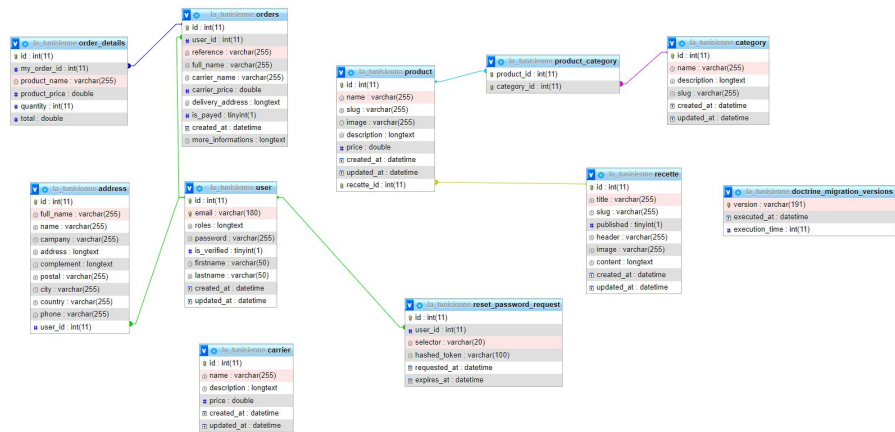 la_tunisienne orders
id : int(11)
user_id : int(11)
reference : varchar(255)
full_name : varchar(255)
carrier_name : varchar(255)
carrier_price : double
delivery_address : longtext
is_payed : tinyint(1)
created_at : datetime
more_informations : longtext
la_tunisienne order_details
id : int(11)
my_order_id : int(11)
product_name : varchar(255)
product_price : double
quantity : int(11)
total : double
la_tunisienne product
id : int(11)
name : varchar(255)
slug : varchar(255)
image : varchar(255)
description : longtext
price : double
created_at : datetime
updated_at : datetime
recette_id : int(11)
la_tunisienne product_category
product_id : int(11)
category_id : int(11)
la_tunisienne category
id : int(11)
name : varchar(255)
description : longtext
slug : varchar(255)
created_at : datetime
updated_at : datetime
la_tunisienne address
id : int(11)
full_name : varchar(255)
name : varchar(255)
campany : varchar(255)
address : longtext
complement : longtext
postal : varchar(255)
city : varchar(255)
country : varchar(255)
phone : varchar(255)
user_id : int(11)
la_tunisienne user
id : int(11)
email : varchar(180)
roles : longtext
password : varchar(255)
is_verified : tinyint(1)
firstname : varchar(50)
lastname : varchar(50)
created_at : datetime
updated_at : datetime
la_tunisienne recette
id : int(11)
title : varchar(255)
slug : varchar(255)
published : tinyint(1)
header : varchar(255)
image : varchar(255)
content : longtext
created_at : datetime
updated_at : datetime
la_tunisienne doctrine_migration_versions
version : varchar(191)
executed_at : datetime
execution_time : int(11)
la_tunisienne reset_password_request
id : int(11)
user_id : int(11)
selector : varchar(20)
hashed_token : varchar(100)
requested_at : datetime
expires_at : datetime
la_tunisienne carrier
id : int(11)
name : varchar(255)
description : longtext
price : double
created_at : datetime
updated_at : datetime